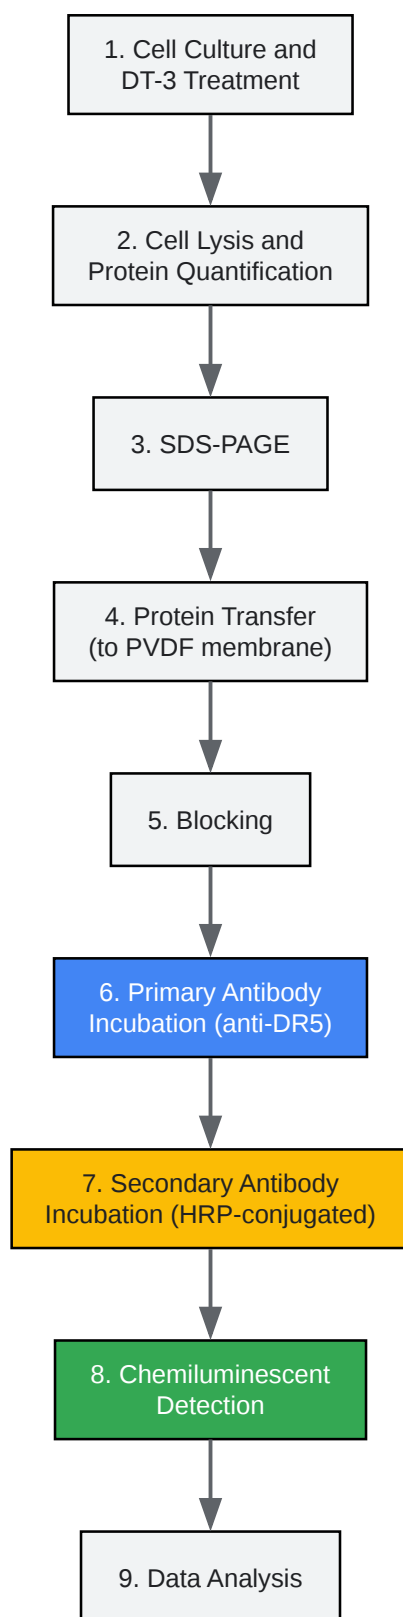 1. Cell Culture and
DT-3 Treatment
2. Cell Lysis and
Protein Quantification
3. SDS-PAGE
4. Protein Transfer
(to PVDF membrane)
5. Blocking
6. Primary Antibody
Incubation (anti-DR5)
7. Secondary Antibody
Incubation (HRP-conjugated)
8. Chemiluminescent
Detection
9. Data Analysis